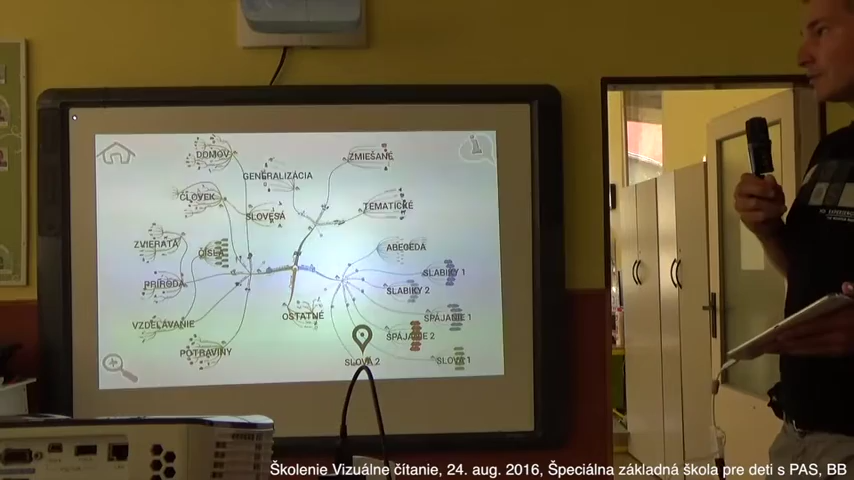 DOMOV
ZMIEŠANÉ
GENERALIZÁCIA
ČLOVEK
SLOVESÁ
TEMATICKÉ
ZVIERATÁ
ČÍSLA
ABECEDA
SLABIKY 1
PRÍRODA
SLABIKY 2
OSTATNÉ
SPÁJANIE 1
VZDELÁVANIE
SPÁJANIE 2
POTRAVINY
SLOVÁ 2
SLOVÁ 1
Školenie Vizuálne čítanie, 24. aug. 2016, Špeciálna základná škola pre deti s PAS, BB